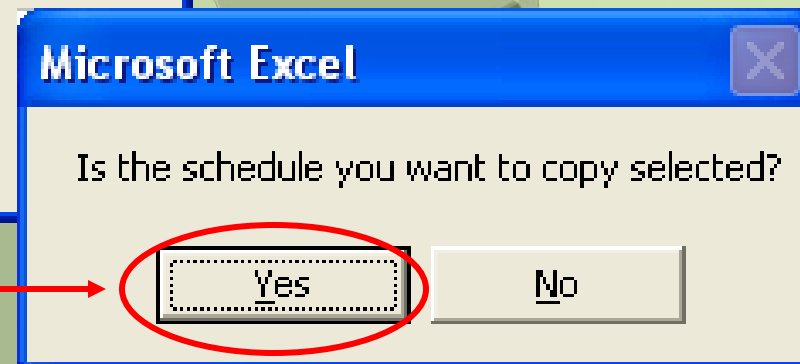 Microsoft Excel
Is the schedule you want to copy selected?
Yes No